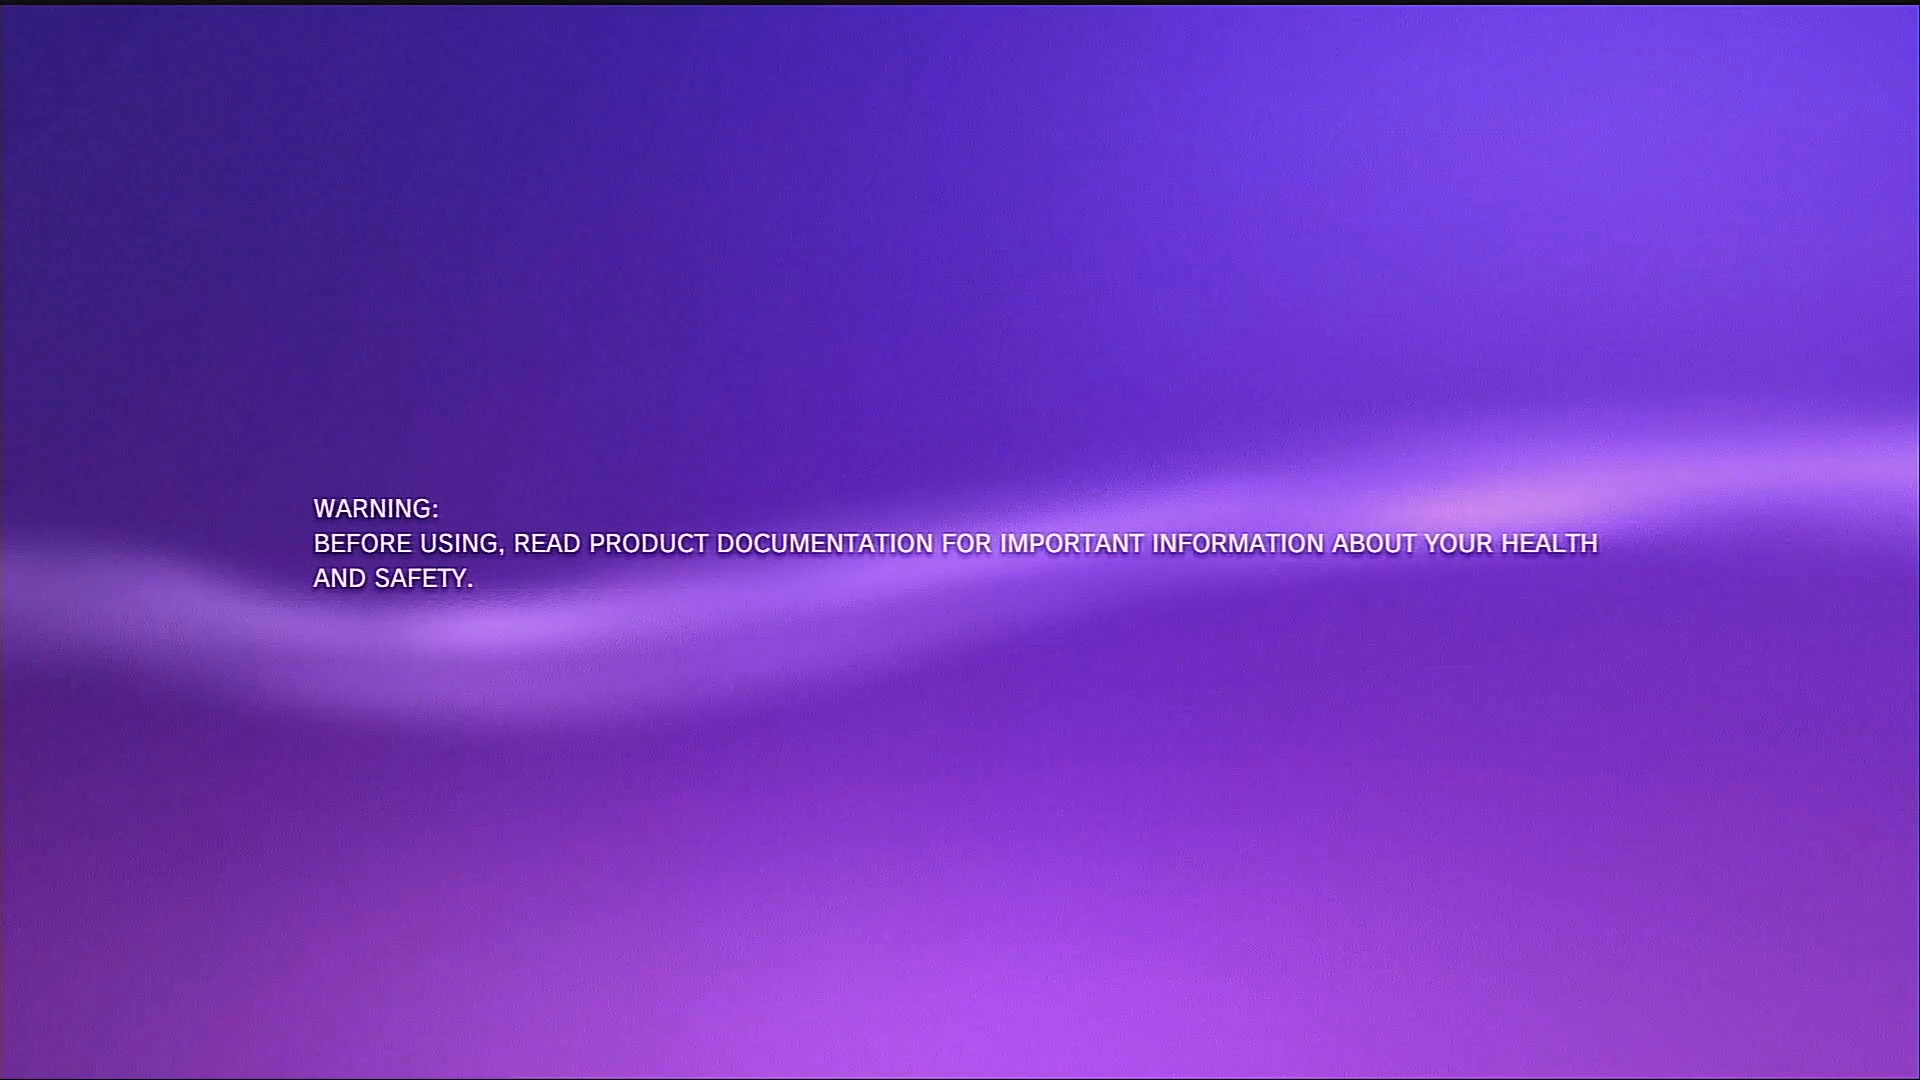 WARNING:
BEFORE USING, READ PRODUCT DOCUMENTATION FOR IMPORTANT INFORMATION ABOUT YOUR HEALTH
AND SAFETY.